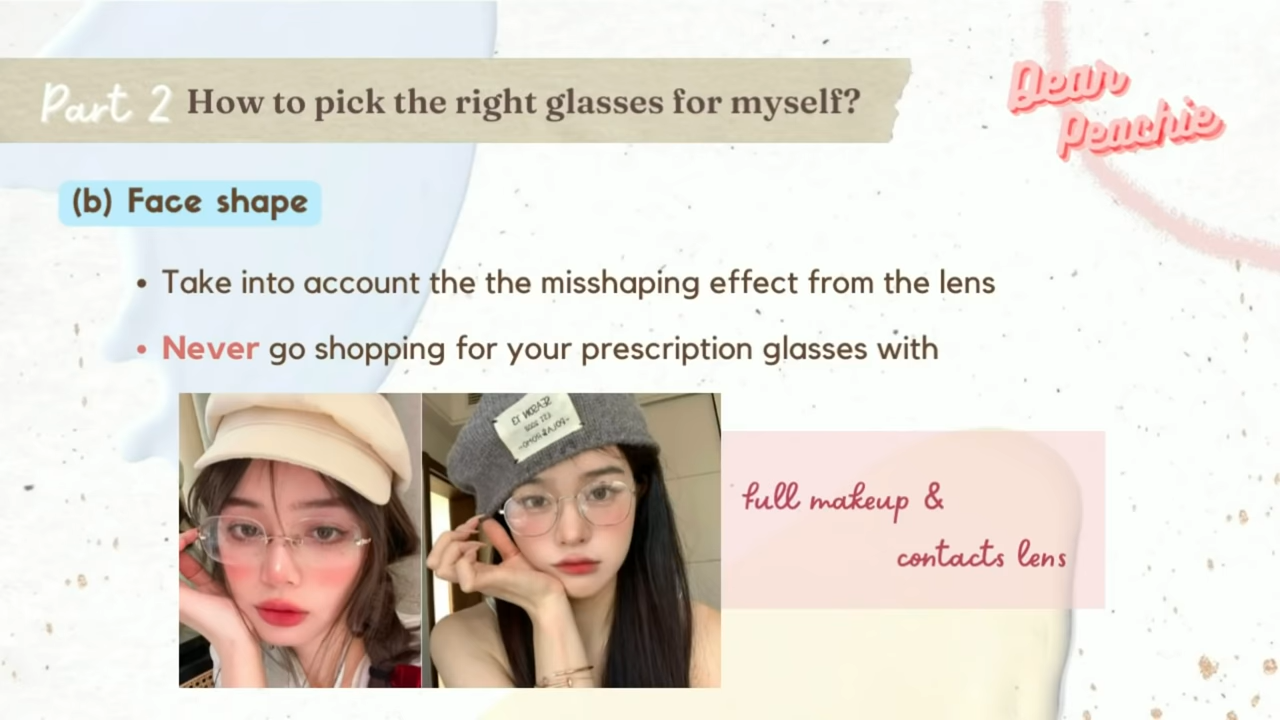 Part 2 How to pick the right glasses for myself?
Dear
Peachie
(b) Face shape
• Take into account the the misshaping effect from the lens
• Never go shopping for your prescription glasses with
full makeup &
contacts lens